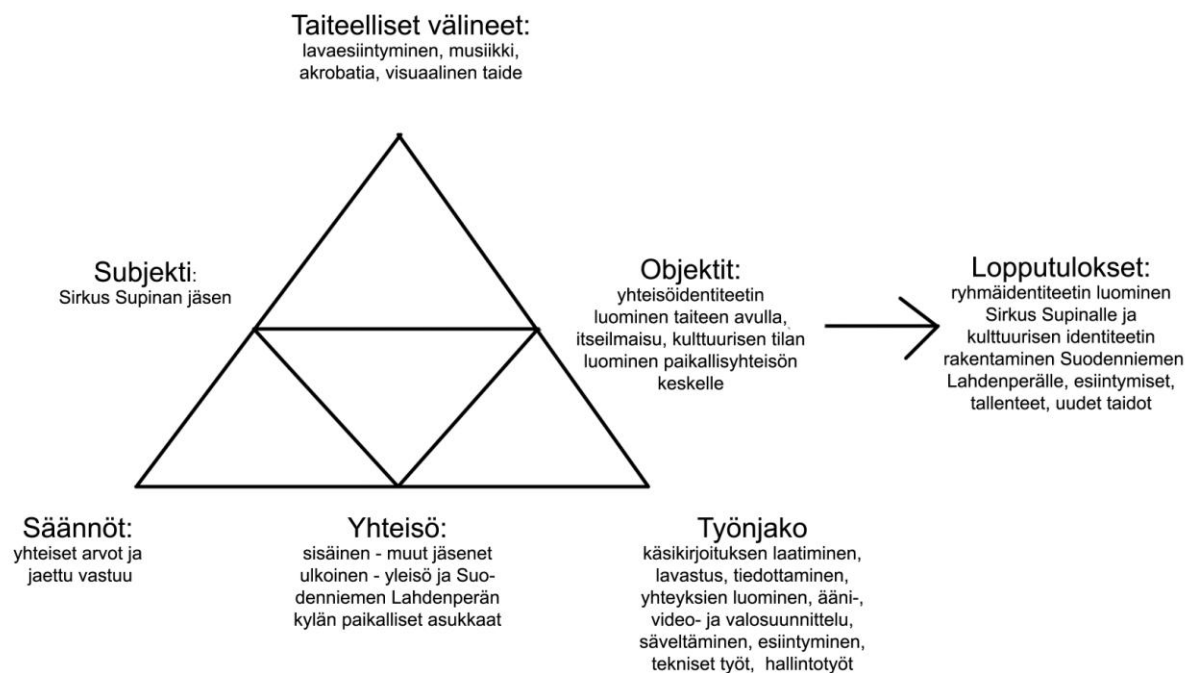 Taiteelliset välineet:
lavaesiintyminen, musiikki,
akrobatia, visuaalinen taide
Subjekti:
Sirkus Supinan jäsen
Objektit:
yhteisöidentiteetin
luominen taiteen avulla,
itseilmaisu, kulttuurisen tilan
luominen paikallisyhteisön
keskelle
Lopputulokset:
ryhmäidentiteetin luominen
Sirkus Supinalle ja
kulttuurisen identiteetin
rakentaminen Suodenniemen
Lahdenperälle, esiintymiset,
tallenteet, uudet taidot
Säännöt:
yhteiset arvot ja
jaettu vastuu
Yhteisö:
sisäinen - muut jäsenet
ulkoinen - yleisö ja Suo-
denniemen Lahdenperän
kylän paikalliset asukkaat
Työnjako
käsikirjoituksen laatiminen,
lavastus, tiedottaminen,
yhteyksien luominen, ääni-,
video- ja valosuunnittelu,
säveltäminen, esiintyminen,
tekniset työt, hallintotyöt